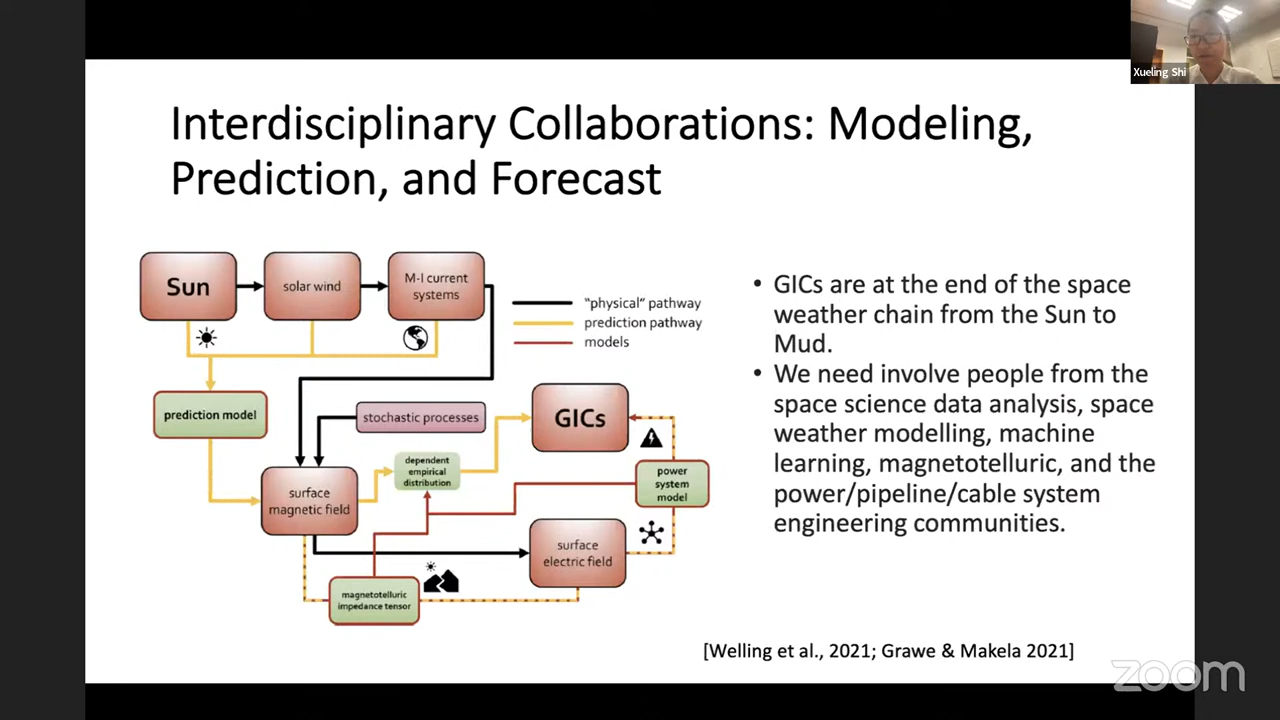 Xueling Shi
Interdisciplinary Collaborations: Modeling,
Prediction, and Forecast
Sun
solar wind
M-I current
systems
"physical" pathway
prediction pathway
models
prediction model
stochastic processes
GICs
dependent
empirical
distribution
power
system
model
surface
magnetic field
surface
electric field
magnetotelluric
impedance tensor
• GICs are at the end of the space
weather chain from the Sun to
Mud.
• We need involve people from the
space science data analysis, space
weather modelling, machine
learning, magnetotelluric, and the
power/pipeline/cable system
engineering communities.
[Welling et al., 2021; Grawe & Makela 2021]
zoom